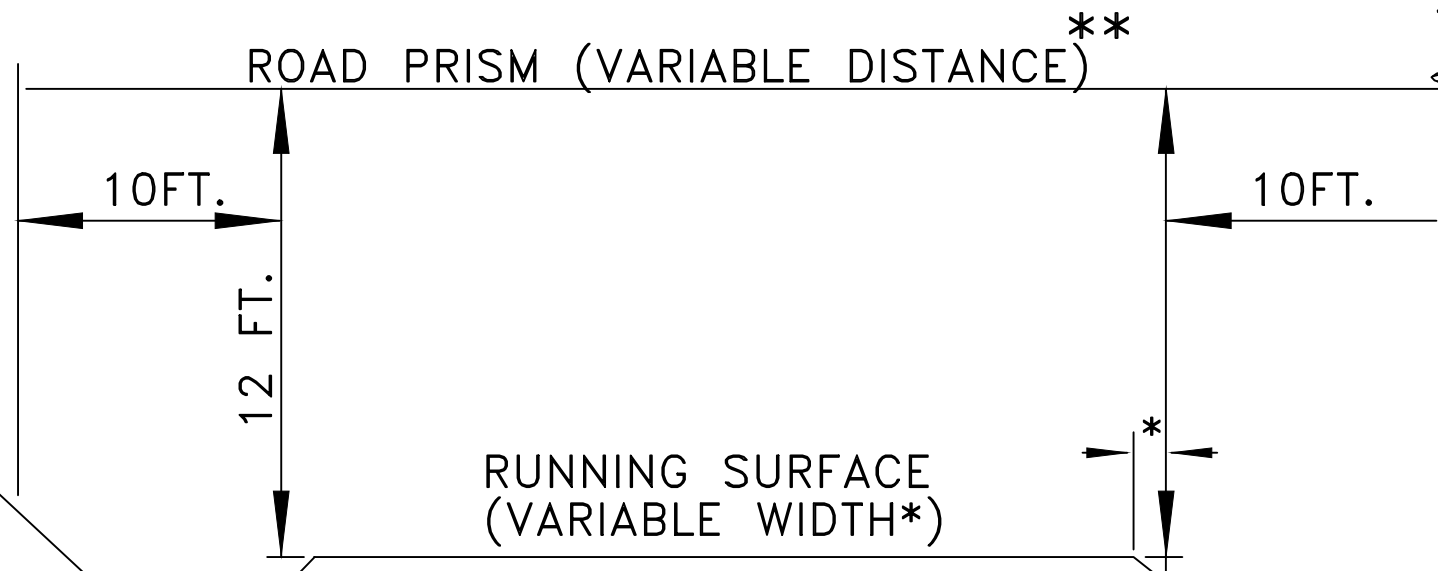 ROAD PRISM (VARIABLE DISTANCE)**
10FT.
10FT.
12 FT.
*
RUNNING SURFACE
(VARIABLE WIDTH*)